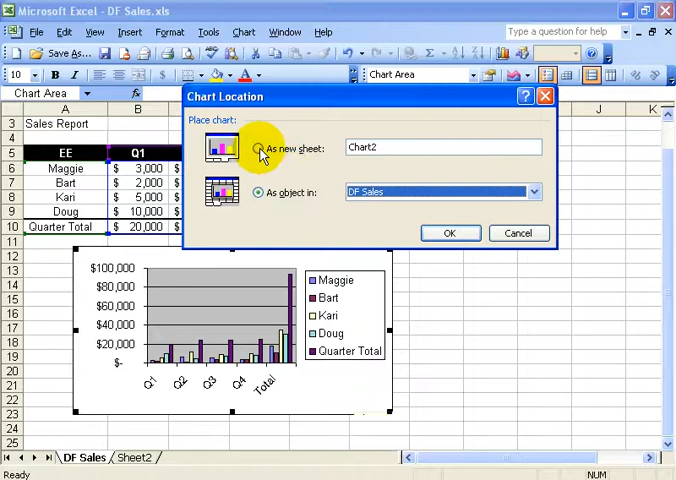 Microsoft Excel - DF Sales.xls
File Edit View Insert Format Tools Chart Window Help Type a question for help
Save As...
10 B I Chart Area
Chart Area fx
A B J K
3 Sales Report
4
5 EE Q1
6 Maggie $ 3,000 $
7 Bart $ 2,000 $
8 Kari $ 5,000 $
9 Doug $ 10,000 $
10 Quarter Total $ 20,000 $
11
12
13
14
15
16
17
18
19
20
21
22
23
24
25
Chart Location
Place chart:
As new sheet: Chart2
As object in: DF Sales
OK Cancel
$100,000
$80,000
$60,000
$40,000
$20,000
$-
Q1 Q2 Q3 Q4 Total
Maggie
Bart
Kari
Doug
Quarter Total
DF Sales Sheet2
Ready NUM